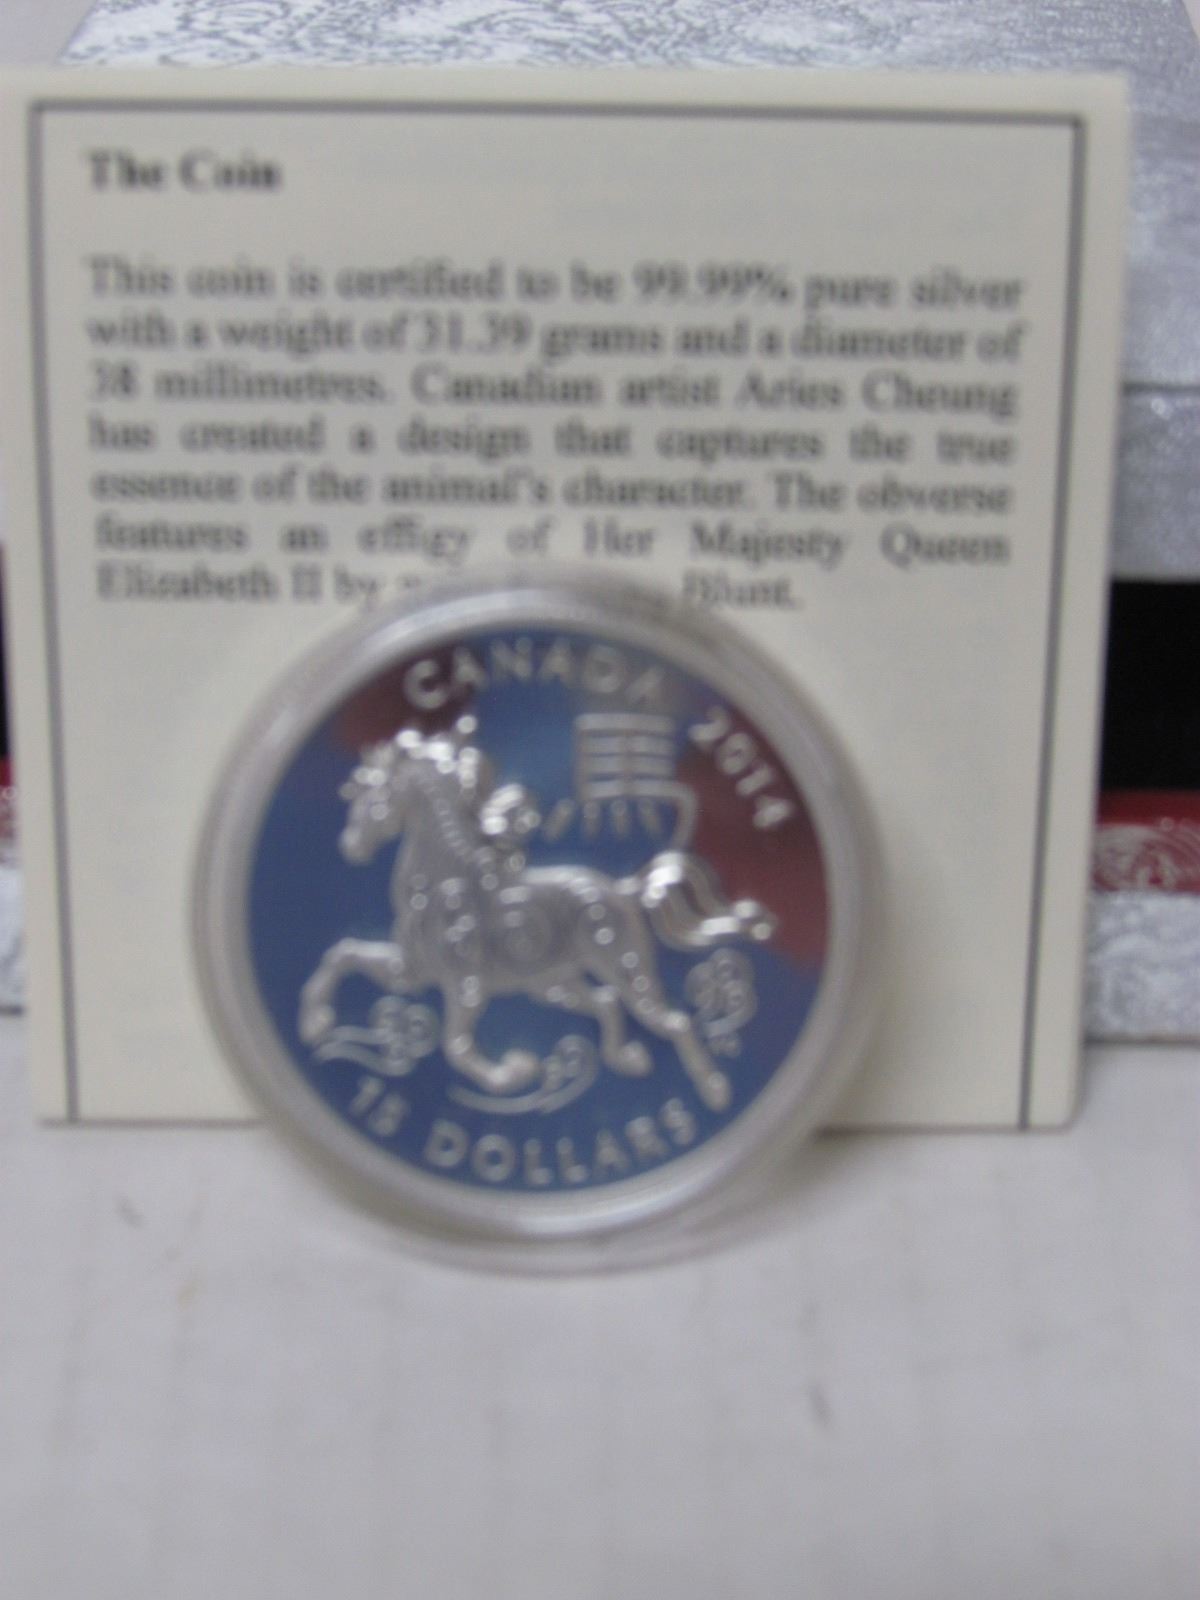 The Coin
This coin is certified to be 99.99% pure silver
with a weight of 31.39 grams and a diameter of
38 millimetres. Canadian artist Aries Cheung
has created a design that captures the true
essence of the animal's character. The obverse
features an effigy of Her Majesty Queen
Elizabeth II by Blunt.
CANADA 2014
馬
15 DOLLARS